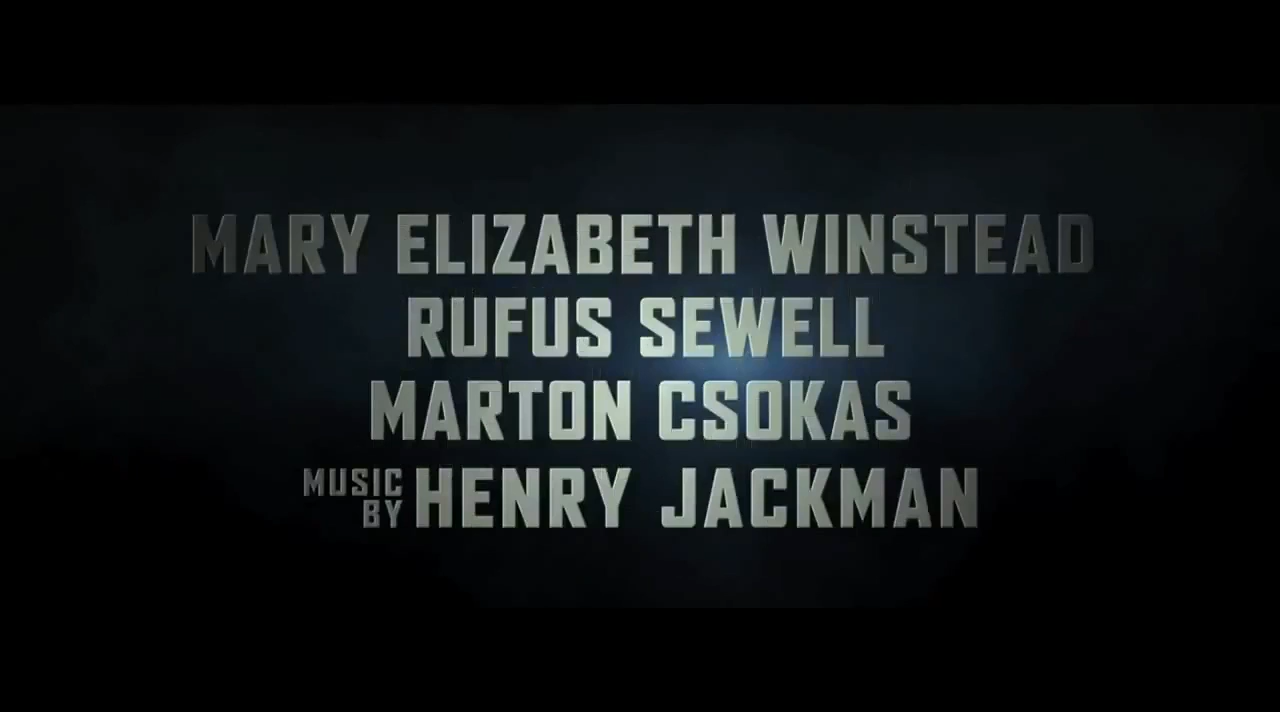 MARY ELIZABETH WINSTEAD
RUFUS SEWELL
MARTON CSOKAS
MUSIC BY HENRY JACKMAN